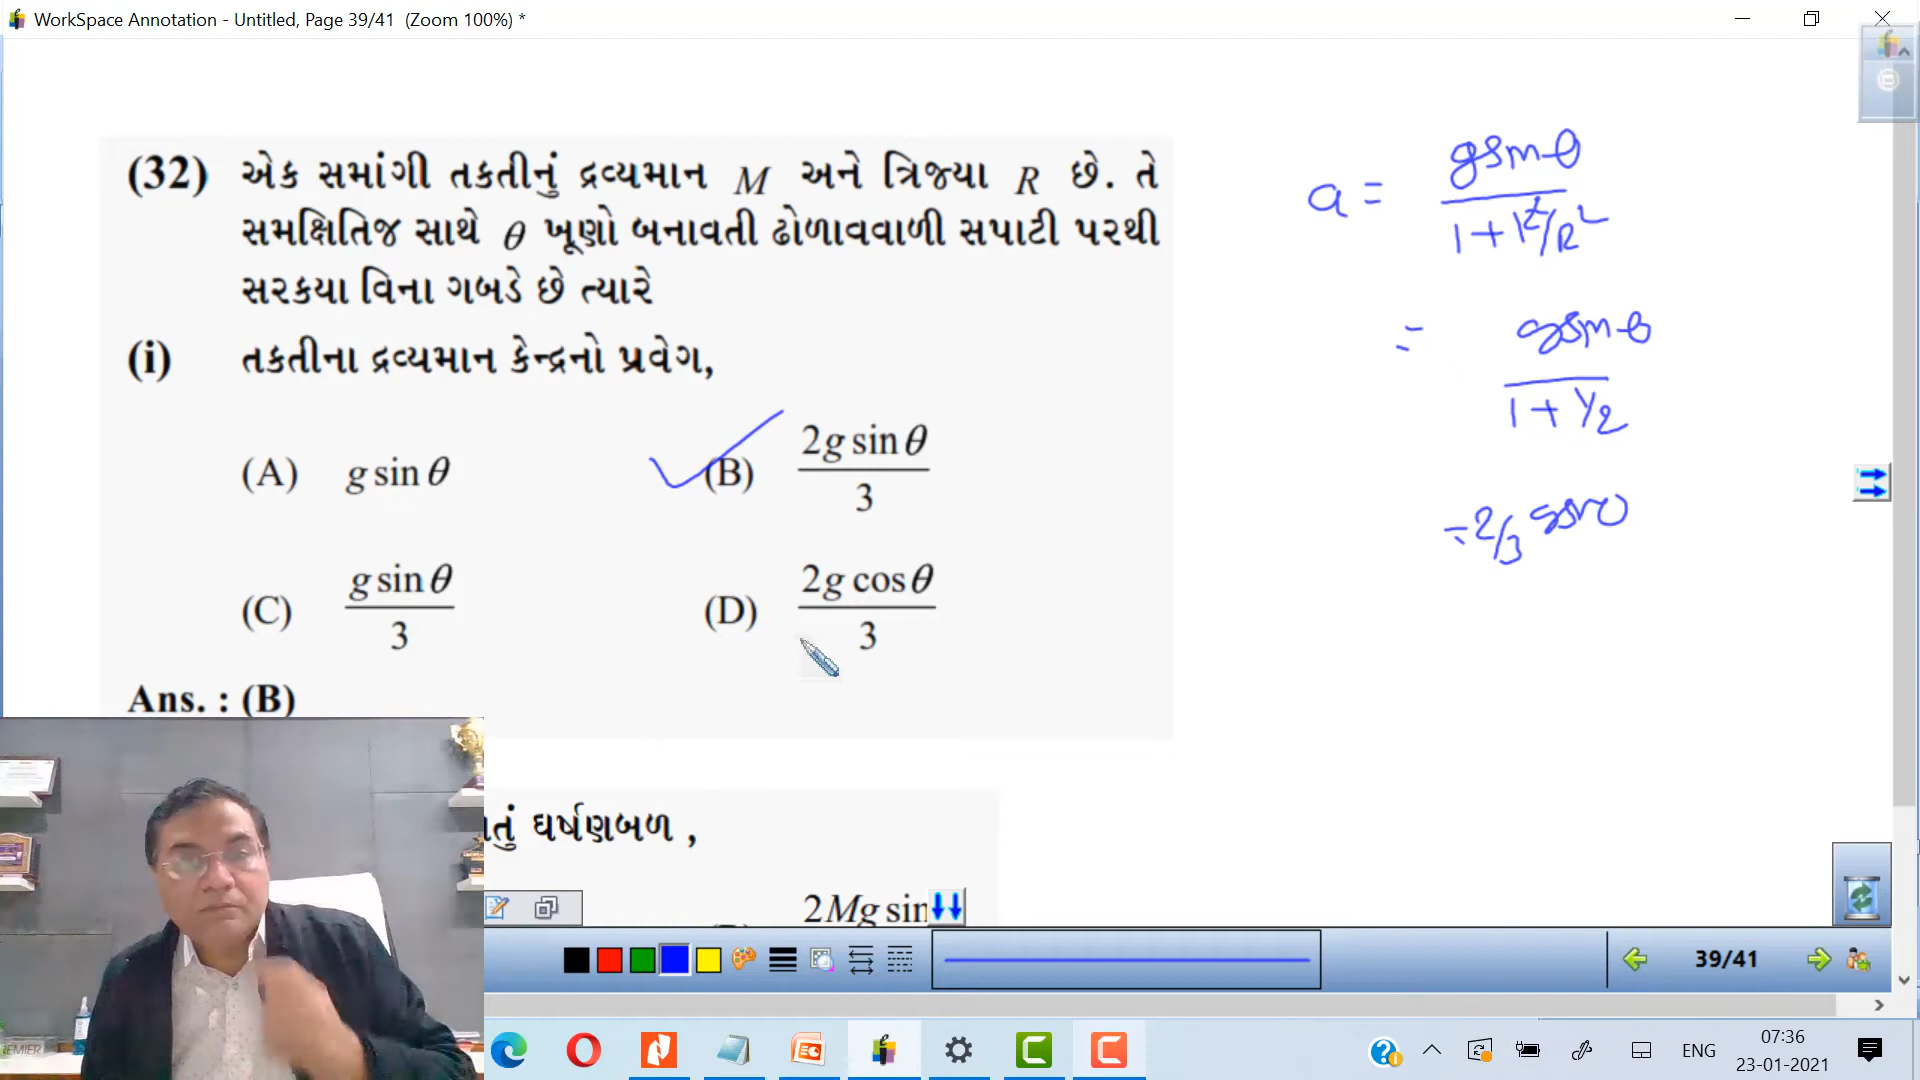 WorkSpace Annotation - Untitled, Page 39/41 (Zoom 100%) *
(32) એક સમાંગી તકતીનું દ્રવ્યમાન M અને ત્રિજ્યા R છે. તે
સમક્ષિતિજ સાથે θ ખૂણો બનાવતી ઢોળાવવાળી સપાટી પરથી
સરકયા વિના ગબડે છે ત્યારે
(i) તકતીના દ્રવ્યમાન કેન્દ્રનો પ્રવેગ,
(A) g sin θ (B) 2g sin θ / 3
(C) g sin θ / 3 (D) 2g cos θ / 3
Ans. : (B)
a = g sin θ / 1 + K²/R²
= g sin θ / 1 + 1/2
= 2/3 g sin θ
તું ઘર્ષણબળ ,
2Mg sin
39/41
ENG
07:36
23-01-2021